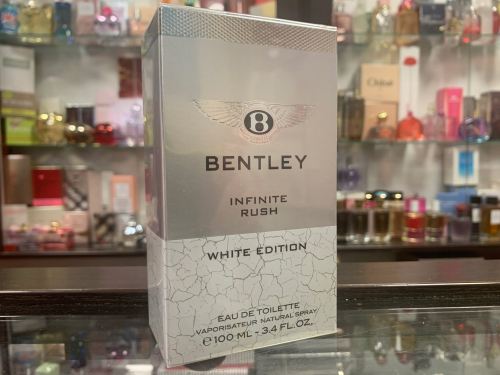 B
BENTLEY
INFINITE
RUSH
WHITE EDITION
EAU DE TOILETTE
VAPORISATEUR NATURAL SPRAY
℮ 100 ML - 3.4 FL.OZ.
Chloé